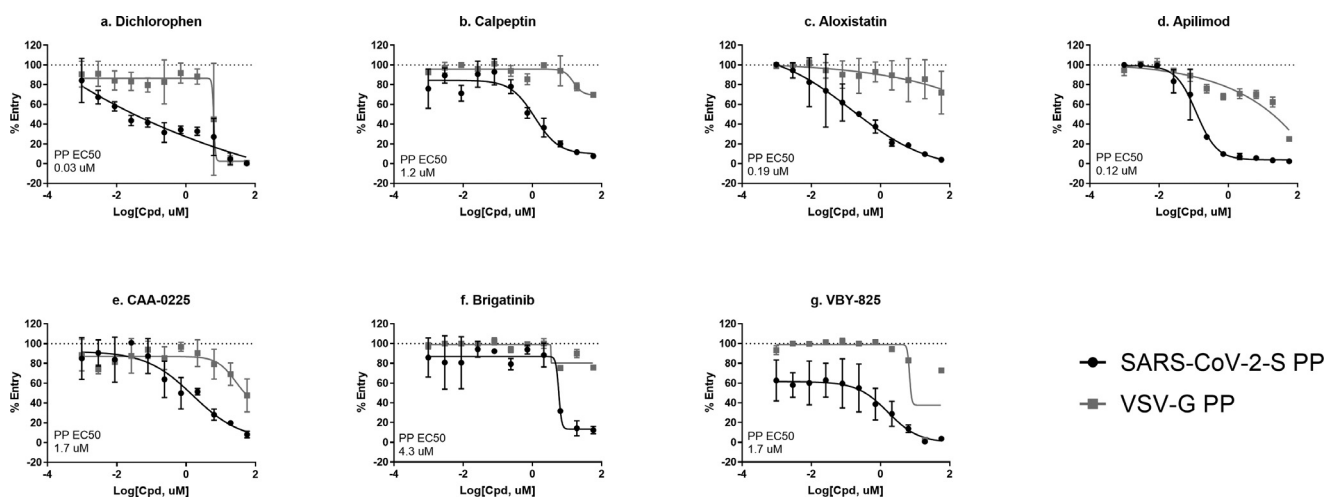 a. Dichlorophen
120
100
80
60
40
20
0
-20
% Entry
PP EC50
0.03 uM
-4 -2 0 2
Log[Cpd, uM]
b. Calpeptin
120
100
80
60
40
20
0
-20
% Entry
PP EC50
1.2 uM
-4 -2 0 2
Log[Cpd, uM]
c. Aloxistatin
120
100
80
60
40
20
0
-20
% Entry
PP EC50
0.19 uM
-4 -2 0 2
Log[Cpd, uM]
d. Apilimod
120
100
80
60
40
20
0
-20
% Entry
PP EC50
0.12 uM
-4 -2 0 2
Log[Cpd, uM]
e. CAA-0225
120
100
80
60
40
20
0
-20
% Entry
PP EC50
1.7 uM
-4 -2 0 2
Log[Cpd, uM]
f. Brigatinib
120
100
80
60
40
20
0
-20
% Entry
PP EC50
4.3 uM
-4 -2 0 2
Log[Cpd, uM]
g. VBY-825
120
100
80
60
40
20
0
-20
% Entry
PP EC50
1.7 uM
-4 -2 0 2
Log[Cpd, uM]
SARS-CoV-2-S PP
VSV-G PP